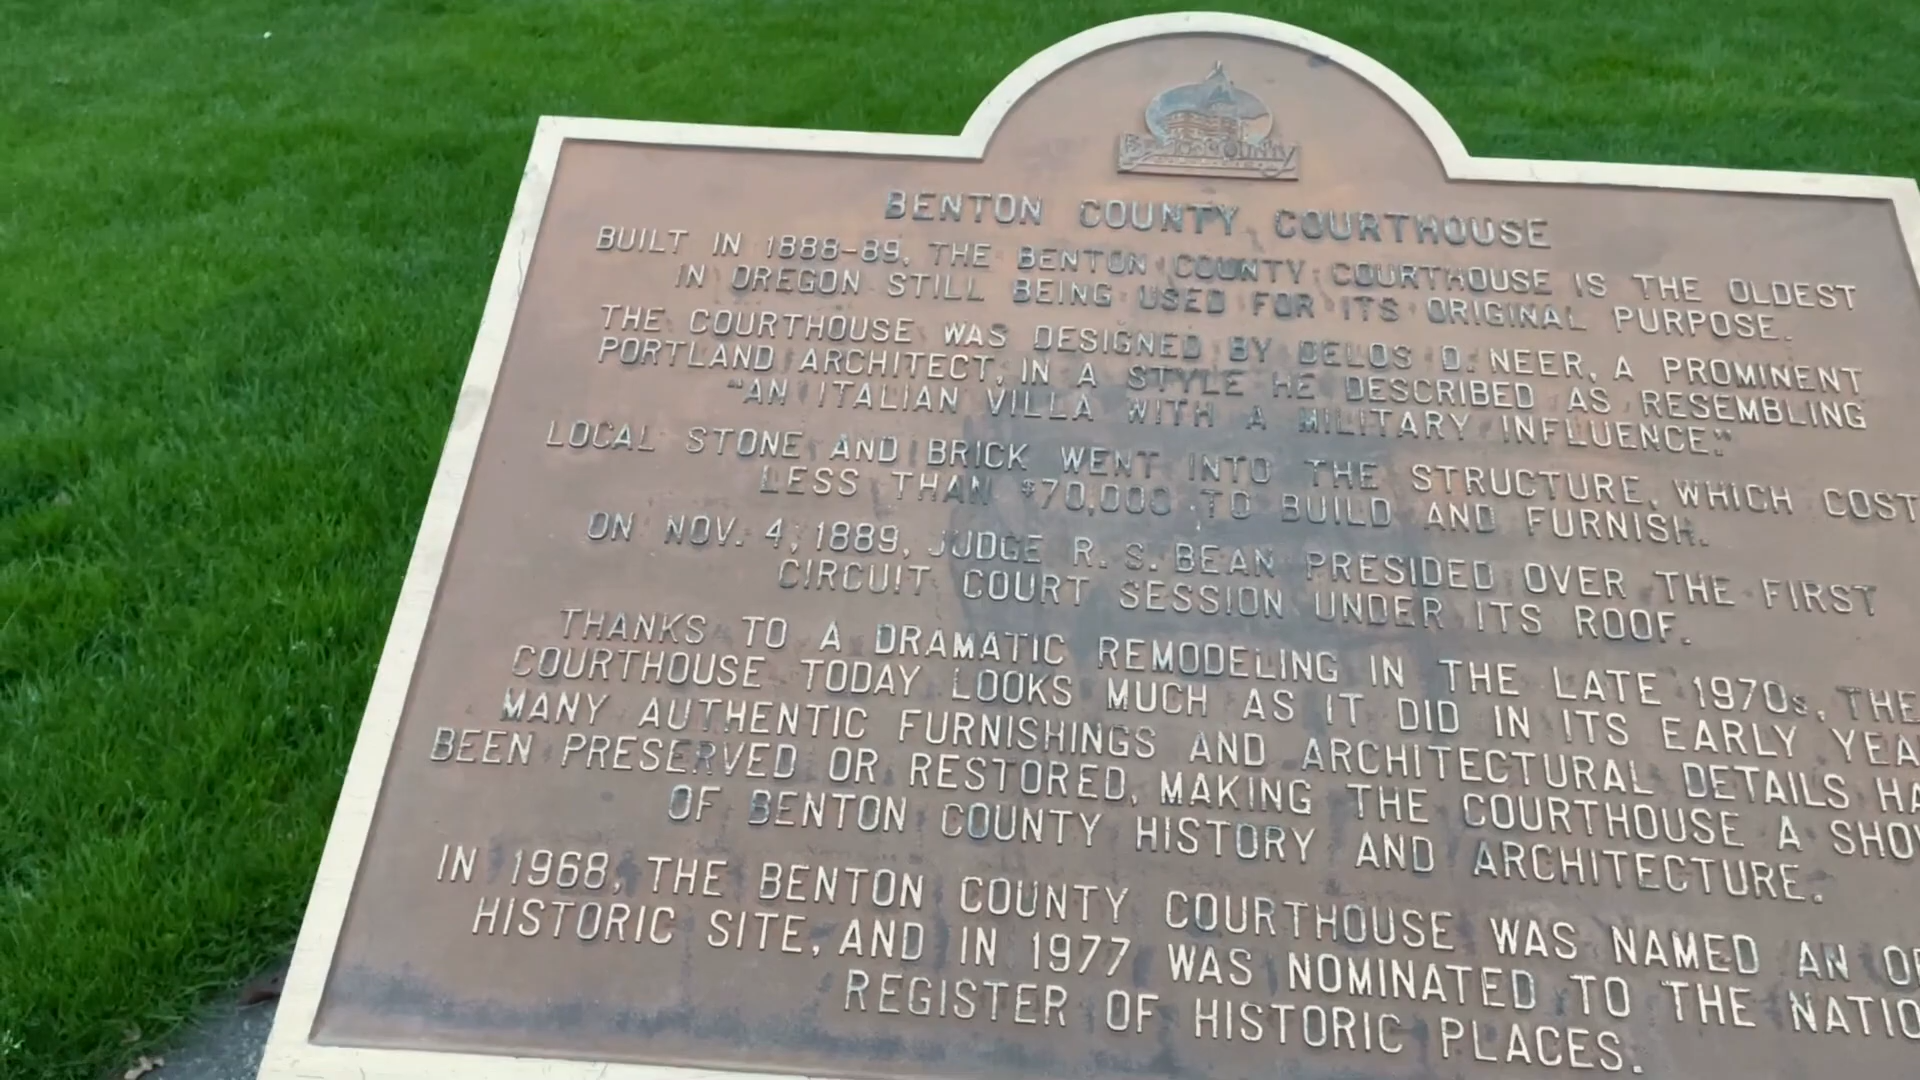 Benton County
BENTON COUNTY COURTHOUSE
BUILT IN 1888-89, THE BENTON COUNTY COURTHOUSE IS THE OLDEST
IN OREGON STILL BEING USED FOR ITS ORIGINAL PURPOSE.
THE COURTHOUSE WAS DESIGNED BY DELOS D. NEER, A PROMINENT
PORTLAND ARCHITECT, IN A STYLE HE DESCRIBED AS RESEMBLING
"AN ITALIAN VILLA WITH A MILITARY INFLUENCE."
LOCAL STONE AND BRICK WENT INTO THE STRUCTURE, WHICH COST
LESS THAN $70,000 TO BUILD AND FURNISH.
ON NOV. 4, 1889, JUDGE R. S. BEAN PRESIDED OVER THE FIRST
CIRCUIT COURT SESSION UNDER ITS ROOF.
THANKS TO A DRAMATIC REMODELING IN THE LATE 1970s, THE
COURTHOUSE TODAY LOOKS MUCH AS IT DID IN ITS EARLY
MANY AUTHENTIC FURNISHINGS AND ARCHITECTURAL DETAILS
BEEN PRESERVED OR RESTORED, MAKING THE COURTHOUSE A
OF BENTON COUNTY HISTORY AND ARCHITECTURE.
IN 1968, THE BENTON COUNTY COURTHOUSE WAS NAMED AN
HISTORIC SITE, AND IN 1977 WAS NOMINATED TO THE
REGISTER OF HISTORIC PLACES.